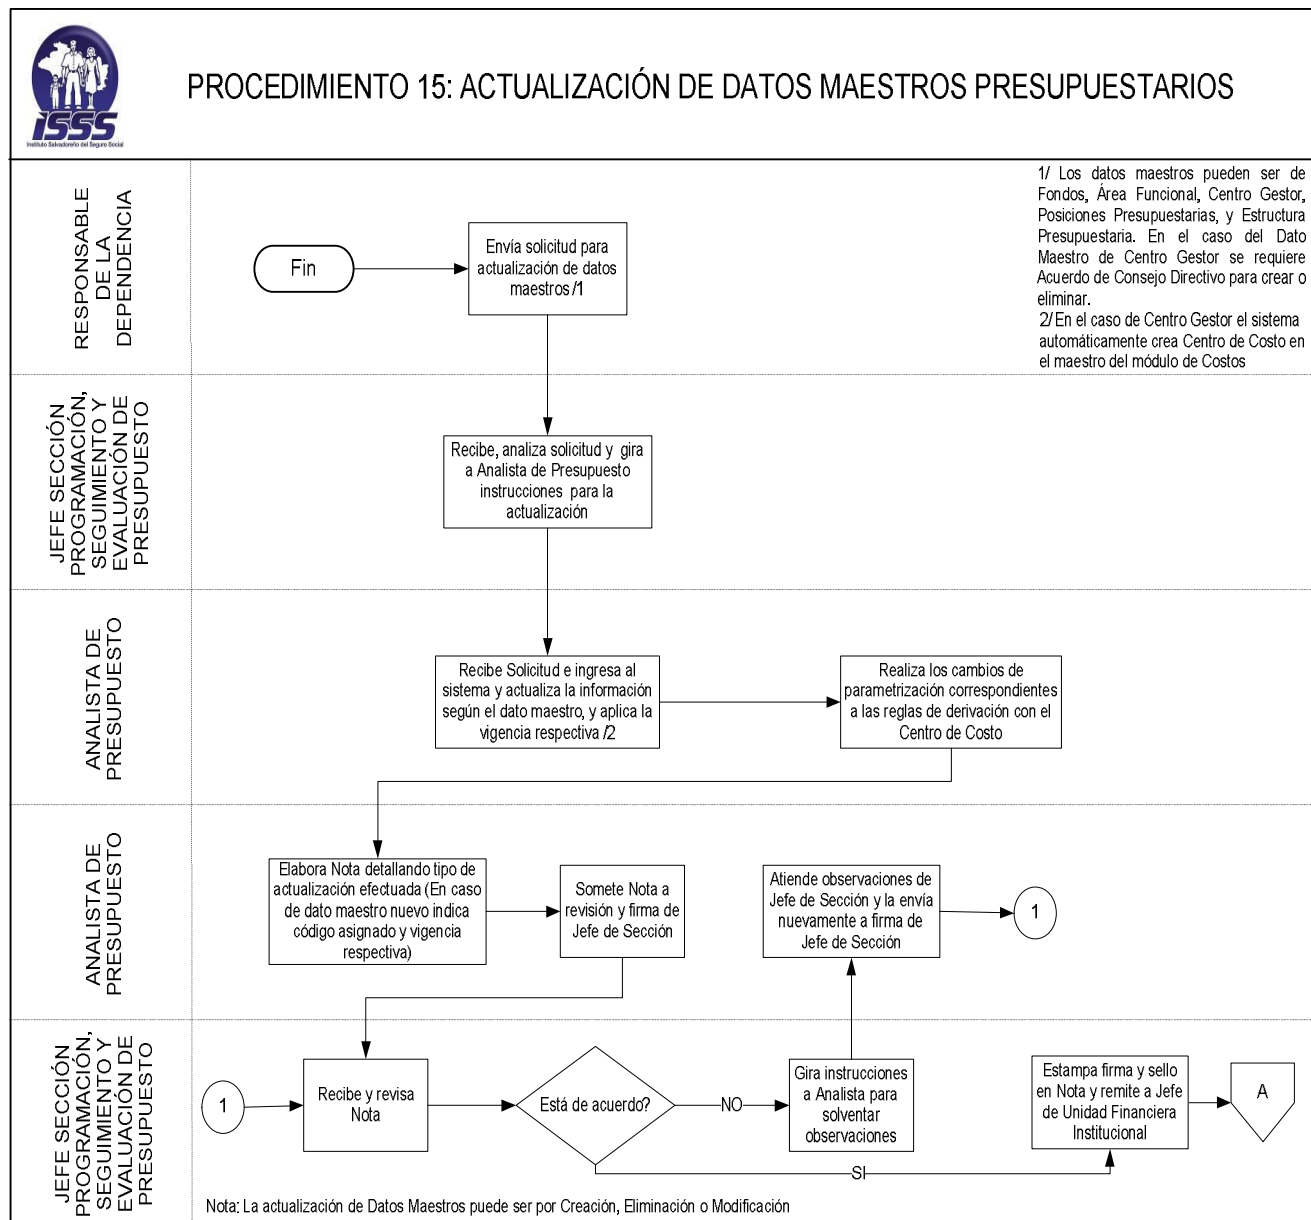 ISSS
Instituto Salvadoreño del Seguro Social
PROCEDIMIENTO 15: ACTUALIZACIÓN DE DATOS MAESTROS PRESUPUESTARIOS
RESPONSABLE
DE LA
DEPENDENCIA
Fin
Envía solicitud para
actualización de datos
maestros /1
1/ Los datos maestros pueden ser de
Fondos, Área Funcional, Centro Gestor,
Posiciones Presupuestarias, y Estructura
Presupuestaria. En el caso del Dato
Maestro de Centro Gestor se requiere
Acuerdo de Consejo Directivo para crear o
eliminar.
2/ En el caso de Centro Gestor el sistema
automáticamente crea Centro de Costo en
el maestro del módulo de Costos
JEFE SECCIÓN
PROGRAMACIÓN,
SEGUIMIENTO Y
EVALUACIÓN DE
PRESUPUESTO
Recibe, analiza solicitud y gira
a Analista de Presupuesto
instrucciones para la
actualización
ANALISTA DE
PRESUPUESTO
Recibe Solicitud e ingresa al
sistema y actualiza la información
según el dato maestro, y aplica la
vigencia respectiva /2
Realiza los cambios de
parametrización correspondientes
a las reglas de derivación con el
Centro de Costo
ANALISTA DE
PRESUPUESTO
Elabora Nota detallando tipo de
actualización efectuada (En caso
de dato maestro nuevo indica
código asignado y vigencia
respectiva)
Somete Nota a
revisión y firma de
Jefe de Sección
Atiende observaciones de
Jefe de Sección y la envía
nuevamente a firma de
Jefe de Sección
1
JEFE SECCIÓN
PROGRAMACIÓN,
SEGUIMIENTO Y
EVALUACIÓN DE
PRESUPUESTO
1
Recibe y revisa
Nota
Está de acuerdo?
NO
Gira instrucciones
a Analista para
solventar
observaciones
Estampa firma y sello
en Nota y remite a Jefe
de Unidad Financiera
Institucional
A
SI
Nota: La actualización de Datos Maestros puede ser por Creación, Eliminación o Modificación